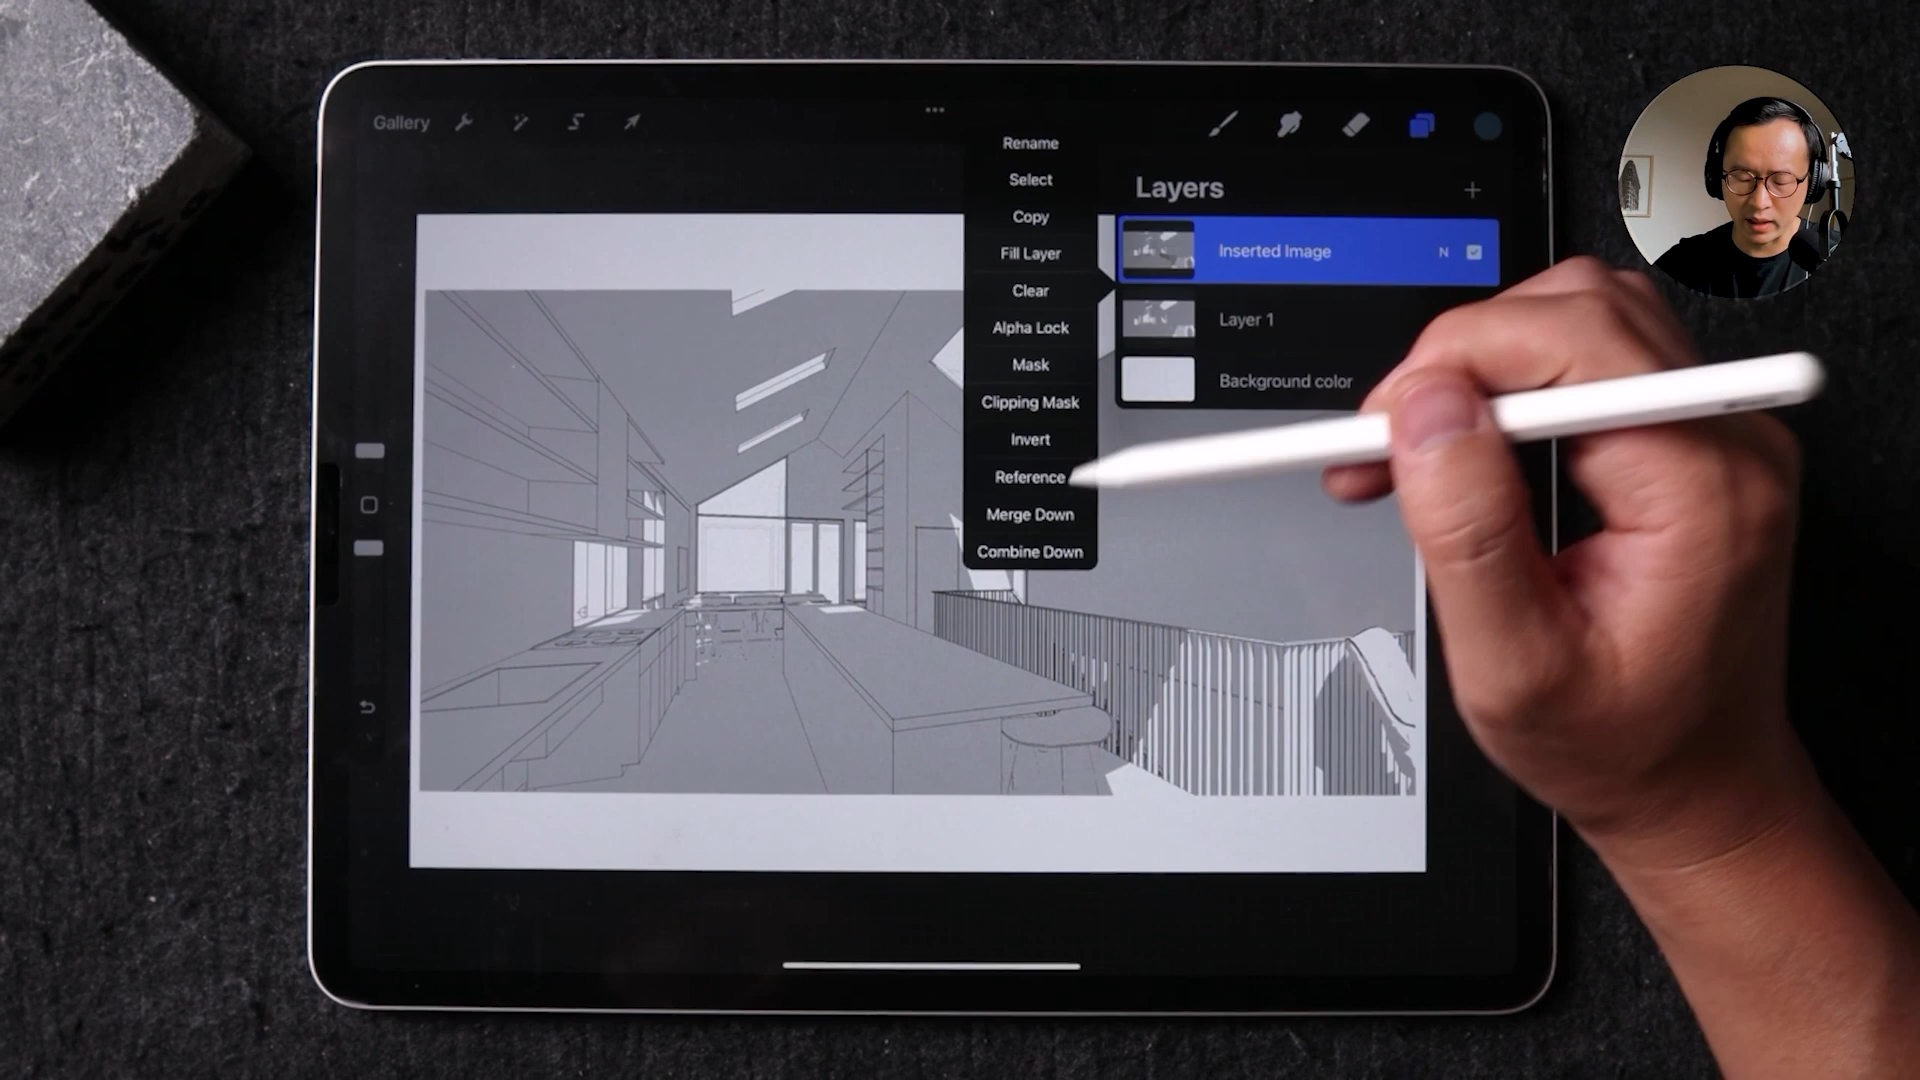 Gallery
Rename
Select
Copy
Fill Layer
Clear
Alpha Lock
Mask
Clipping Mask
Invert
Reference
Merge Down
Combine Down
Layers
Inserted Image N
Layer 1
Background color